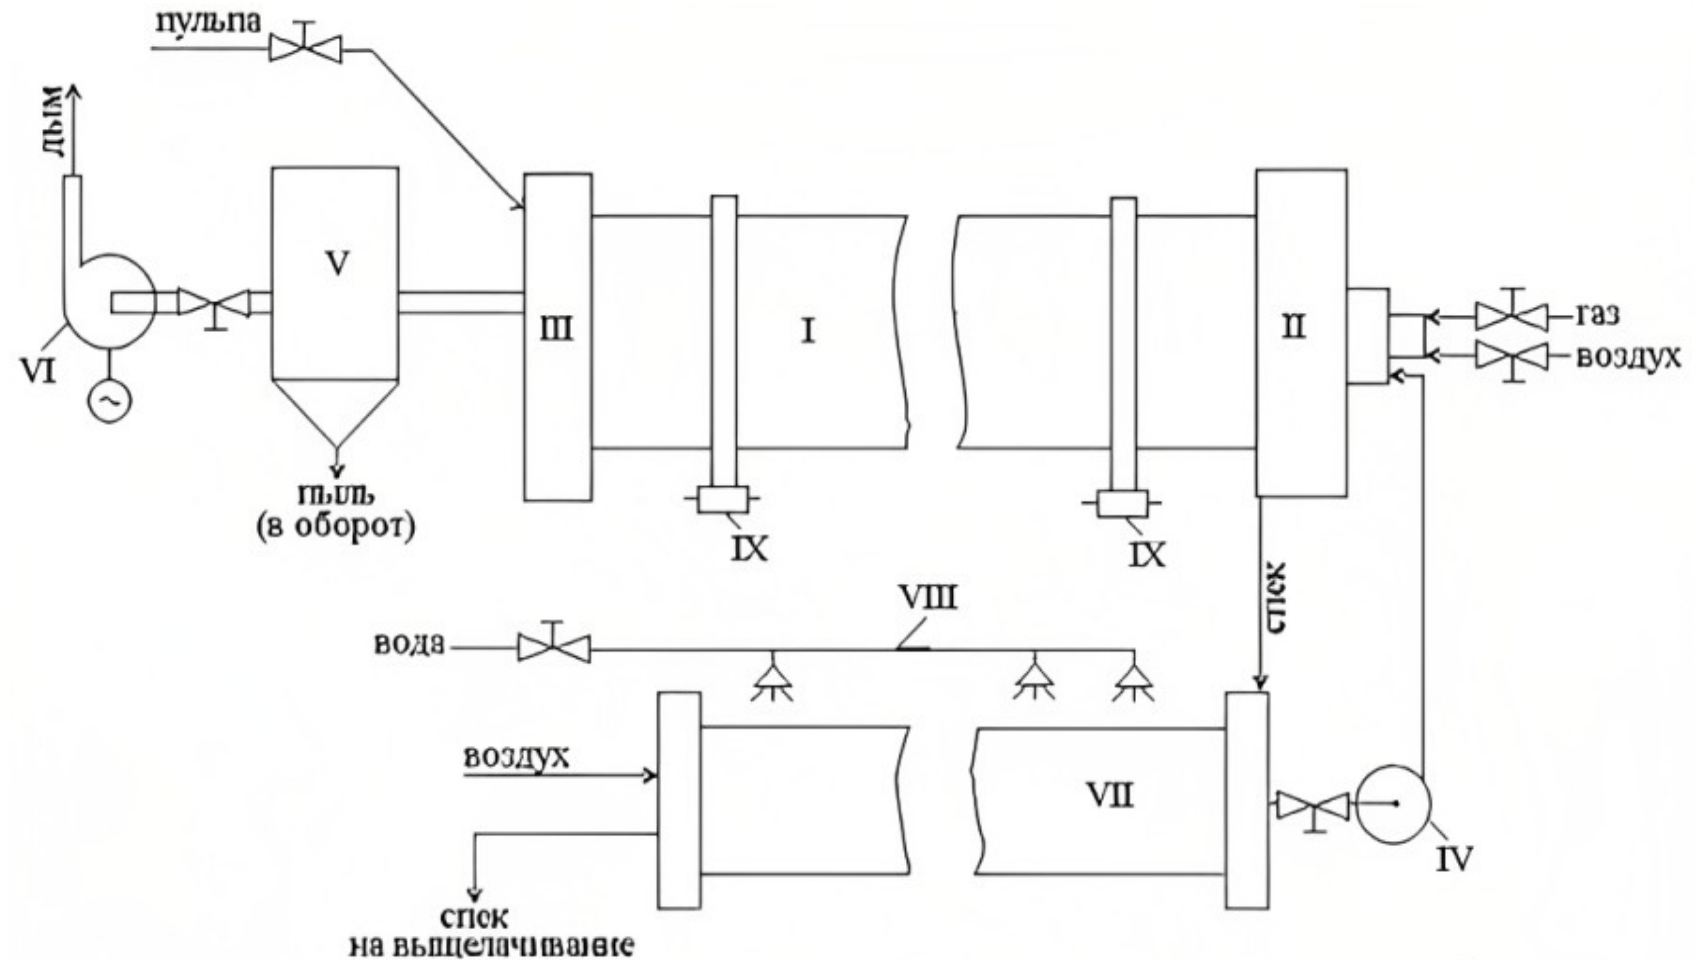 пульпа
дым
V
III
I
II
газ
воздух
VI
пыль
(в оборот)
IX
IX
спек
VIII
вода
воздух
VII
IV
спек
на выщелачивание